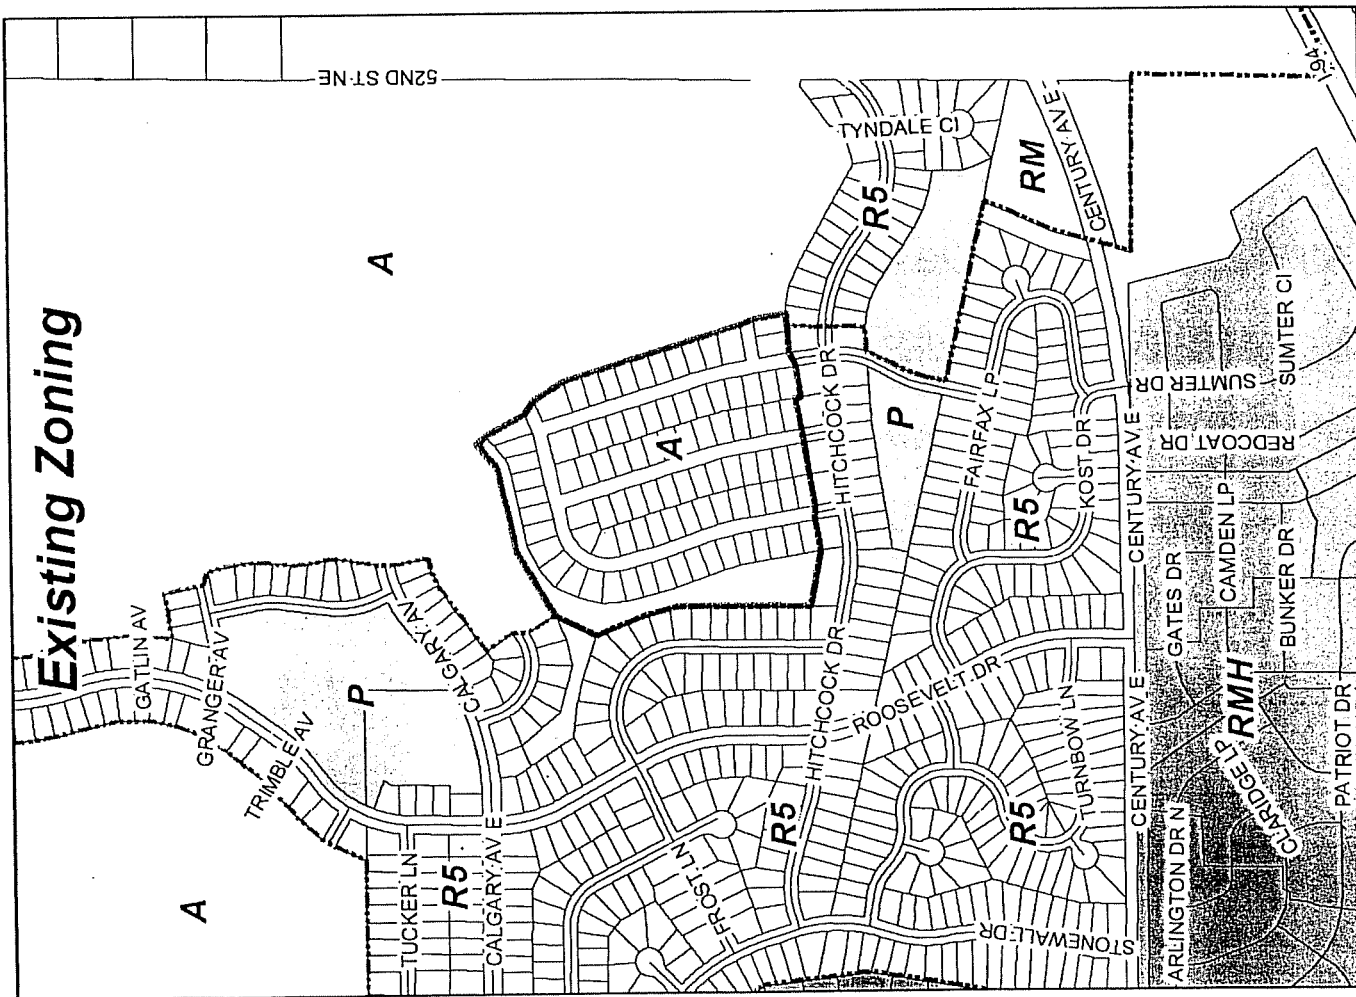 Existing Zoning
52ND ST NE
A
TYNDALE CI
RM
CENTURY AV E
I 94
R5
CENTURY AV E
A
HITCHCOCK DR
P
FAIRFAX LP
KOST DR
R5
SUMTER DR
SUMTER CI
REDCOAT DR
CENTURY AV E
GATLIN AV
GRANGER AV
TRIMBLE AV
P
CALGARY AV
HITCHCOCK DR
ROOSEVELT DR
TURNBOW LN
CENTURY AV E
GATES DR
CAMDEN LP
BUNKER DR
RMH
CLARIDGE LP
PATRIOT DR
A
TUCKER LN
R5
CALGARY AV E
FROST LN
R5
R5
STONEWALL DR
ARLINGTON DR N